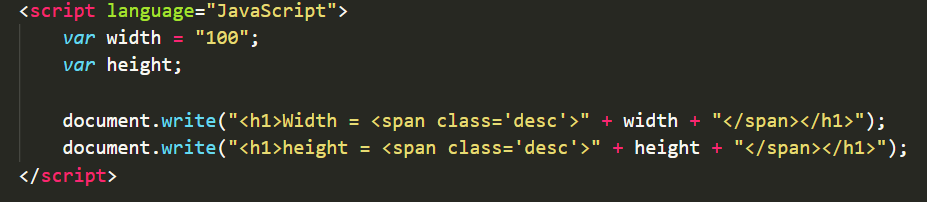 <script language="JavaScript">
    var width = "100";
    var height;

    document.write("<h1>Width = <span class='desc'>" + width + "</span></h1>");
    document.write("<h1>height = <span class='desc'>" + height + "</span></h1>");
</script>